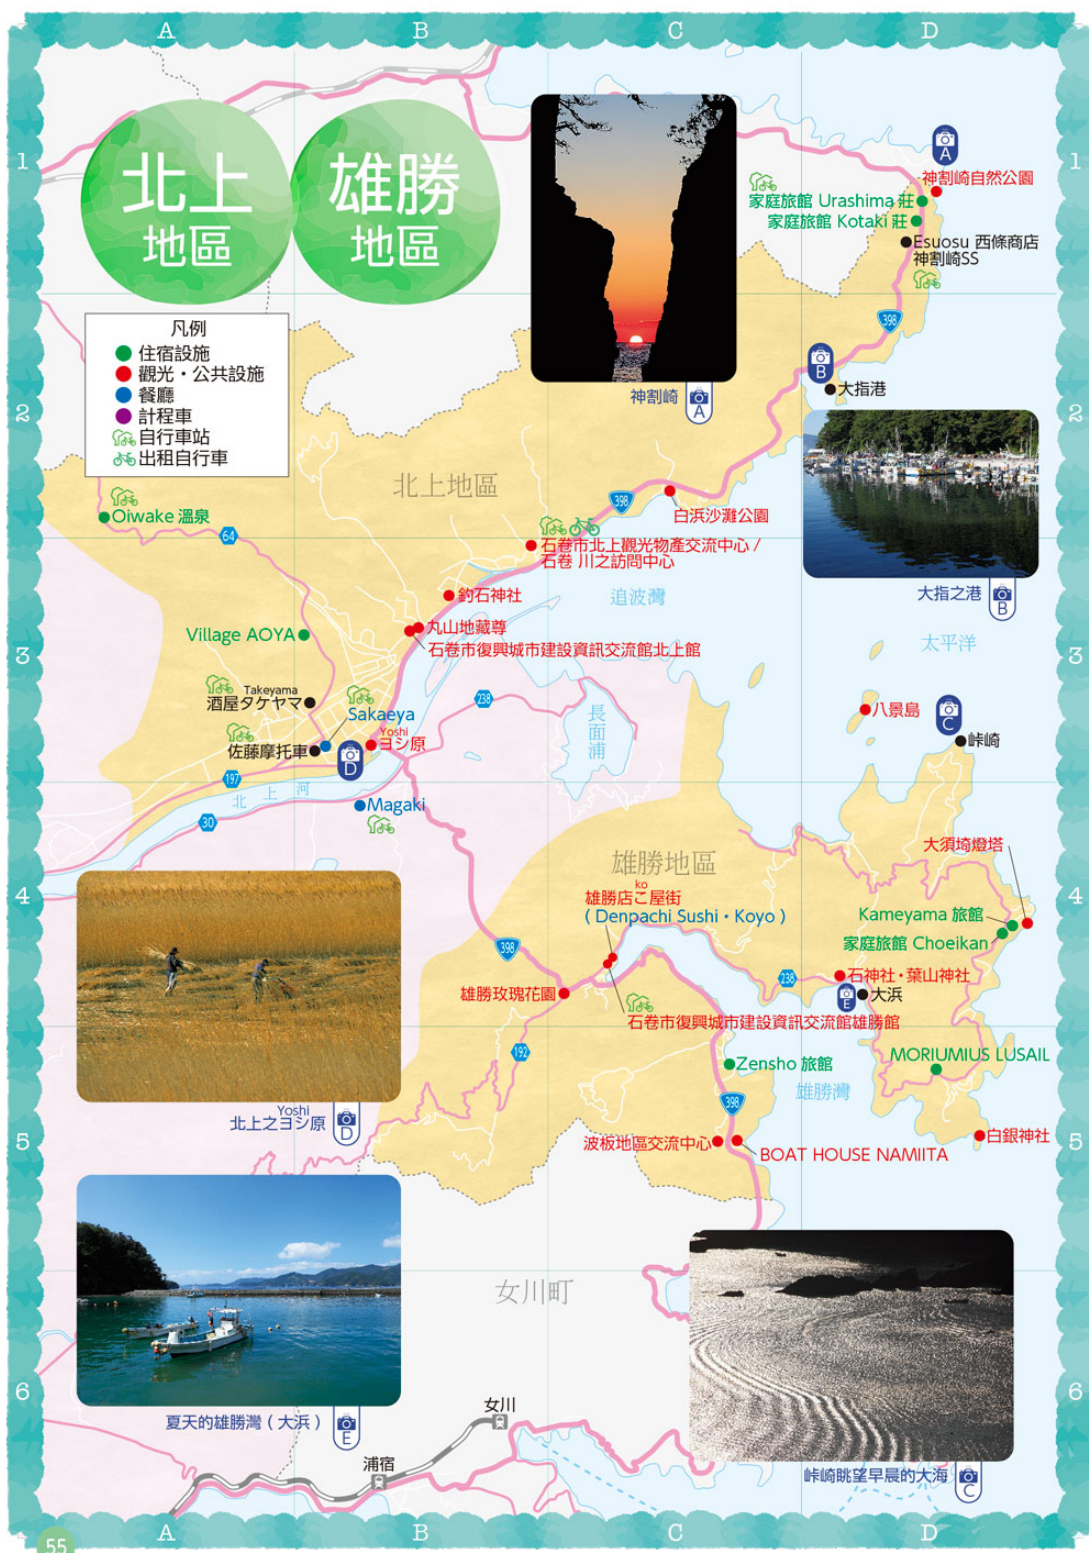 A
B
C
D
1
1
北上
地區
雄勝
地區
A
神割崎自然公園
家庭旅館 Urashima 莊
家庭旅館 Kotaki 莊
Esuosu 西條商店
神割崎SS
398
凡例
住宿設施
觀光・公共設施
餐廳
計程車
自行車站
出租自行車
神割崎
A
B
大指港
2
2
北上地區
398
白浜沙灘公園
Oiwake 溫泉
64
石卷市北上觀光物產交流中心 /
石卷 川之訪問中心
大指之港
B
釣石神社
追波灣
丸山地藏尊
石卷市復興城市建設資訊交流館北上館
Village AOYA
太平洋
3
3
Takeyama
酒屋タケヤマ
238
長面浦
八景島
C
峠崎
Sakaeya
Yoshi
ヨシ原
佐藤摩托車
D
197
北上河
30
Magaki
大須埼燈塔
雄勝地區
ko
雄勝店こ屋街
( Denpachi Sushi・Koyo )
4
4
Kameyama 旅館
家庭旅館 Choeikan
398
238
石神社・葉山神社
E
大浜
雄勝玫瑰花園
石卷市復興城市建設資訊交流館雄勝館
192
Zensho 旅館
MORIUMIUS LUSAIL
雄勝灣
398
Yoshi
北上之ヨシ原
D
5
5
波板地區交流中心
BOAT HOUSE NAMIITA
白銀神社
女川町
6
6
夏天的雄勝灣 ( 大浜 )
E
女川
浦宿
峠崎眺望早晨的大海
C
A
B
C
D
55